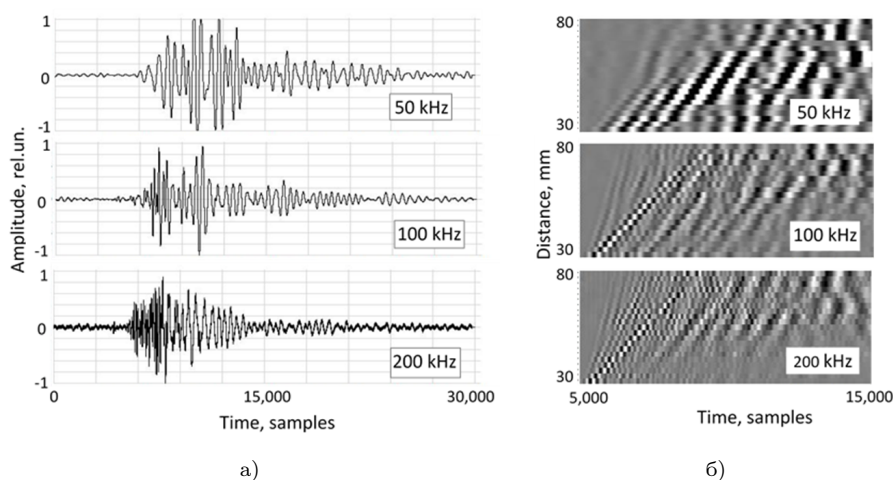 1
0
-1
50 kHz
1
0
-1
100 kHz
1
0
-1
200 kHz
Amplitude, rel.un.
0
15,000
30,000
Time, samples
а)
80
30
50 kHz
80
30
100 kHz
80
30
200 kHz
Distance, mm
5,000
15,000
Time, samples
б)